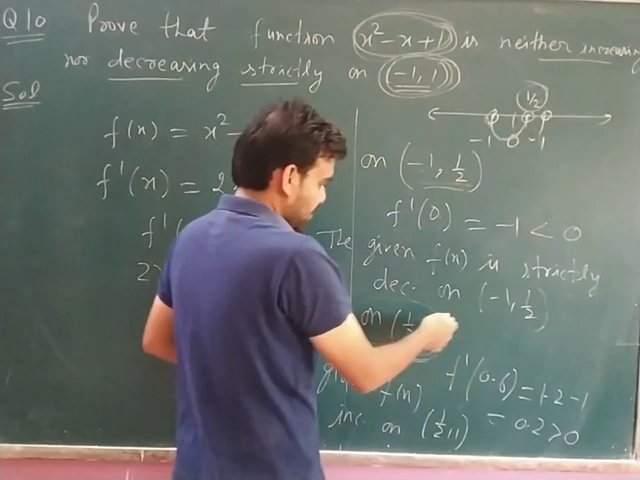 Q10 Prove that function x² - x + 1 is neither increasing
nor decreasing strictly on (-1, 1)
Sol
f(x) = x² -
f'(x) = 2
f'(
2x
1/2
-1 0 1
on (-1, 1/2)
f'(0) = -1 < 0
The given f(x) is strictly
dec. on (-1, 1/2)
on (1/2
f(x) f'(0.6) = 1.2 - 1
inc. on (1/2, 1) = 0.2 > 0